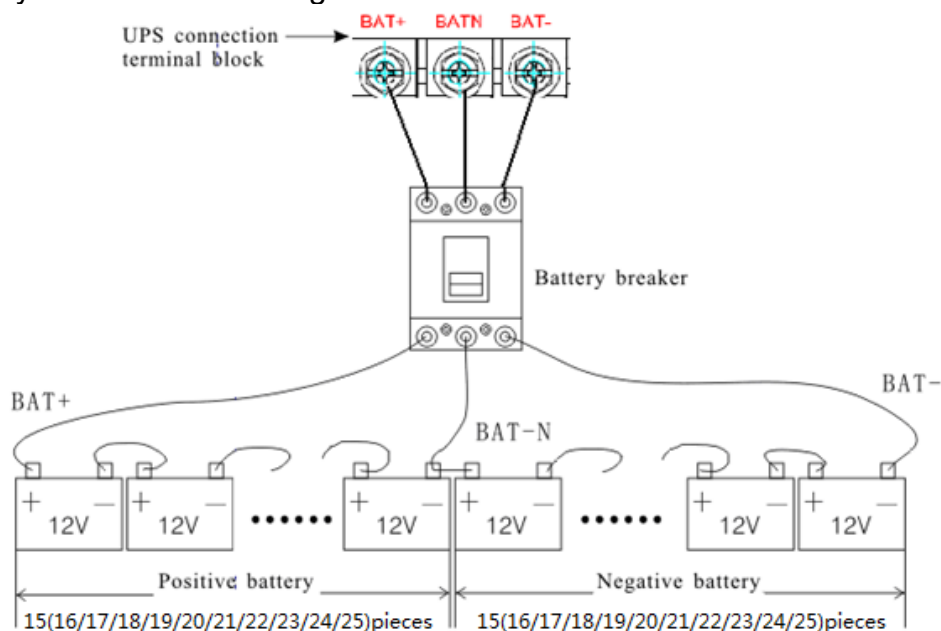 BAT+ BATN BAT-
UPS connection
terminal block
Battery breaker
BAT+
BAT-
BAT-N
+ − + − + − + −
12V 12V 12V 12V 12V 12V
Positive battery
Negative battery
15(16/17/18/19/20/21/22/23/24/25)pieces
15(16/17/18/19/20/21/22/23/24/25)pieces